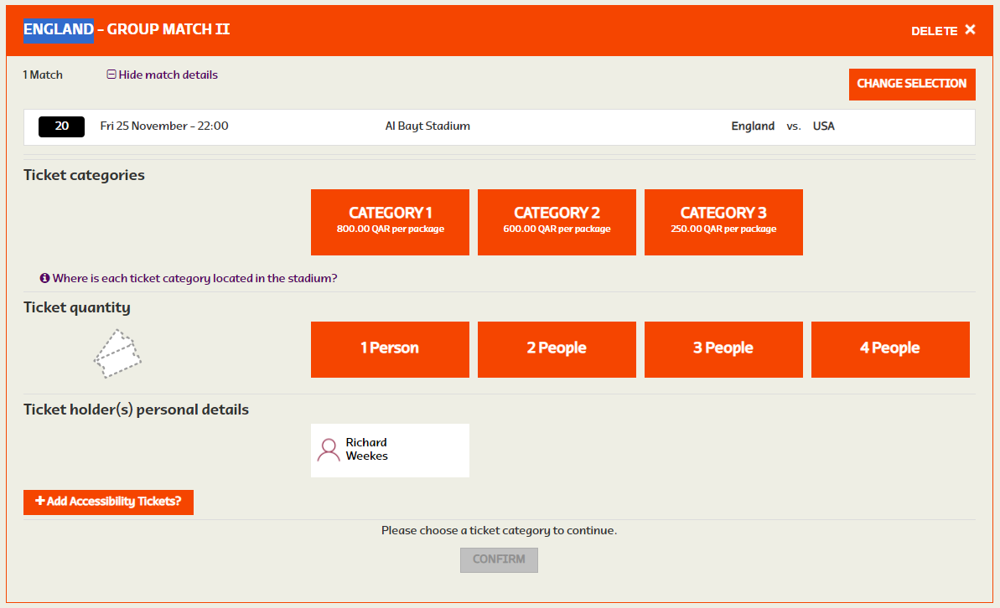 ENGLAND - GROUP MATCH II
DELETE ×
1 Match
Hide match details
CHANGE SELECTION
20 Fri 25 November - 22:00 Al Bayt Stadium England vs. USA
Ticket categories
CATEGORY 1
800.00 QAR per package
CATEGORY 2
600.00 QAR per package
CATEGORY 3
250.00 QAR per package
Where is each ticket category located in the stadium?
Ticket quantity
1 Person
2 People
3 People
4 People
Ticket holder(s) personal details
Richard
Weekes
+ Add Accessibility Tickets?
Please choose a ticket category to continue.
CONFIRM